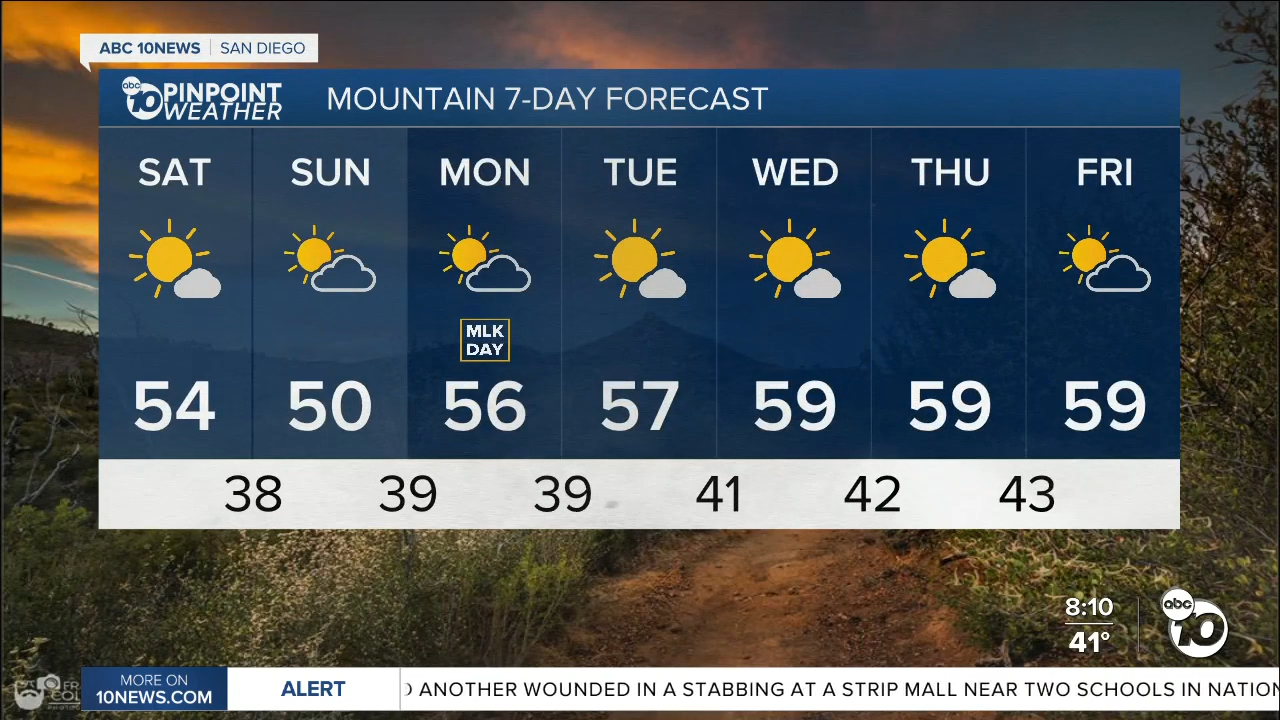 ABC 10NEWS | SAN DIEGO
abc 10 PINPOINT WEATHER
MOUNTAIN 7-DAY FORECAST
SAT SUN MON TUE WED THU FRI
MLK DAY
54 50 56 57 59 59 59
38 39 39 41 42 43
8:10
41°
abc 10
MORE ON
10NEWS.COM
ALERT
ANOTHER WOUNDED IN A STABBING AT A STRIP MALL NEAR TWO SCHOOLS IN NATION